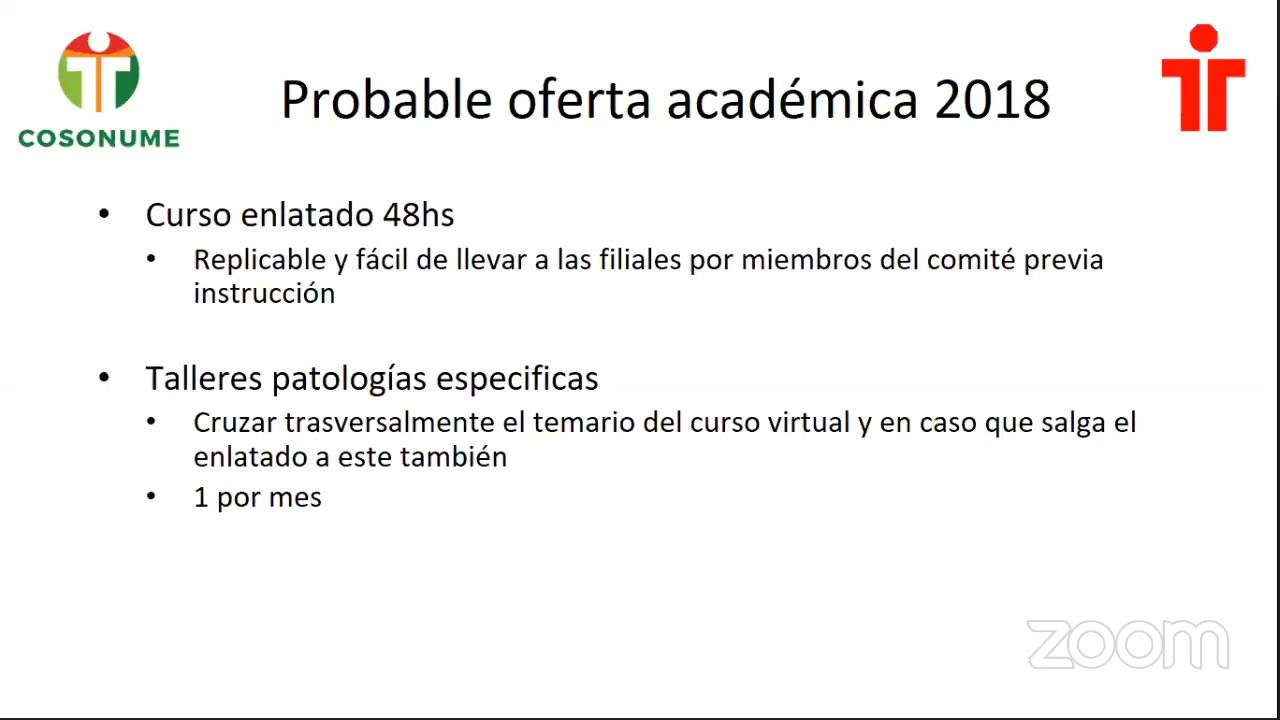 COSONUME
Probable oferta académica 2018
• Curso enlatado 48hs
• Replicable y fácil de llevar a las filiales por miembros del comité previa
instrucción
• Talleres patologías especificas
• Cruzar trasversalmente el temario del curso virtual y en caso que salga el
enlatado a este también
• 1 por mes
zoom